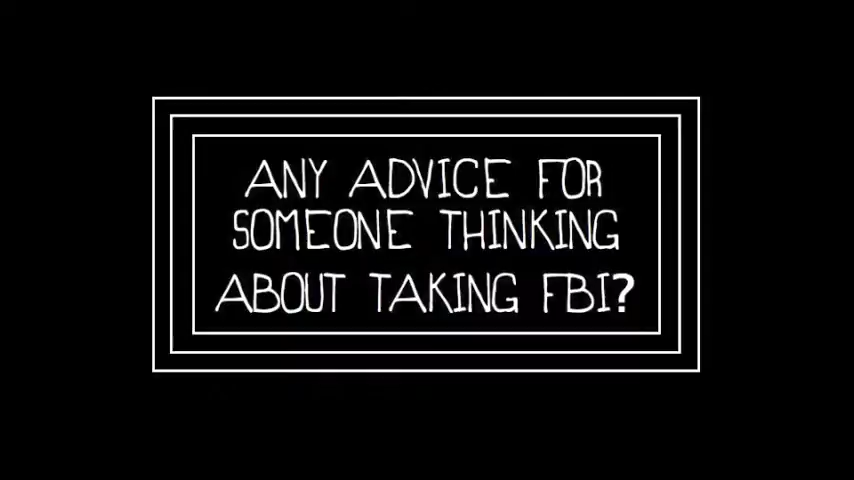 ANY ADVICE FOR
SOMEONE THINKING
ABOUT TAKING FBI?